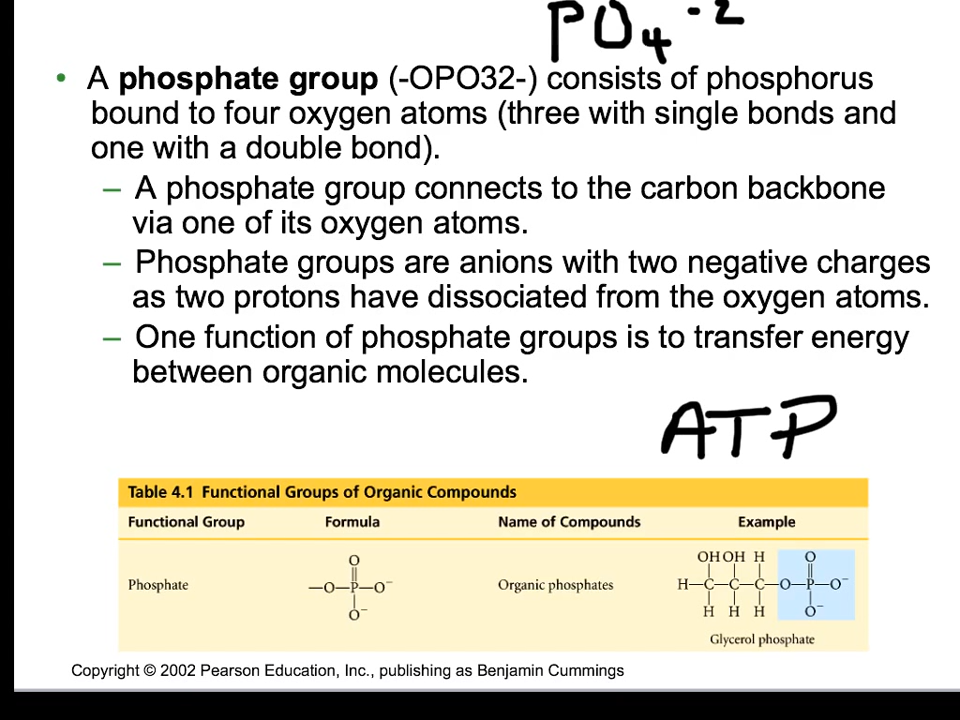 PO4 -2
• A phosphate group (-OPO32-) consists of phosphorus
bound to four oxygen atoms (three with single bonds and
one with a double bond).
– A phosphate group connects to the carbon backbone
via one of its oxygen atoms.
– Phosphate groups are anions with two negative charges
as two protons have dissociated from the oxygen atoms.
– One function of phosphate groups is to transfer energy
between organic molecules.
ATP
Table 4.1 Functional Groups of Organic Compounds
Functional Group Formula Name of Compounds Example
O OH OH H O
Phosphate —O—P—O⁻ Organic phosphates H—C—C—C—O—P—O⁻
O⁻ H H H O⁻
Glycerol phosphate
Copyright © 2002 Pearson Education, Inc., publishing as Benjamin Cummings